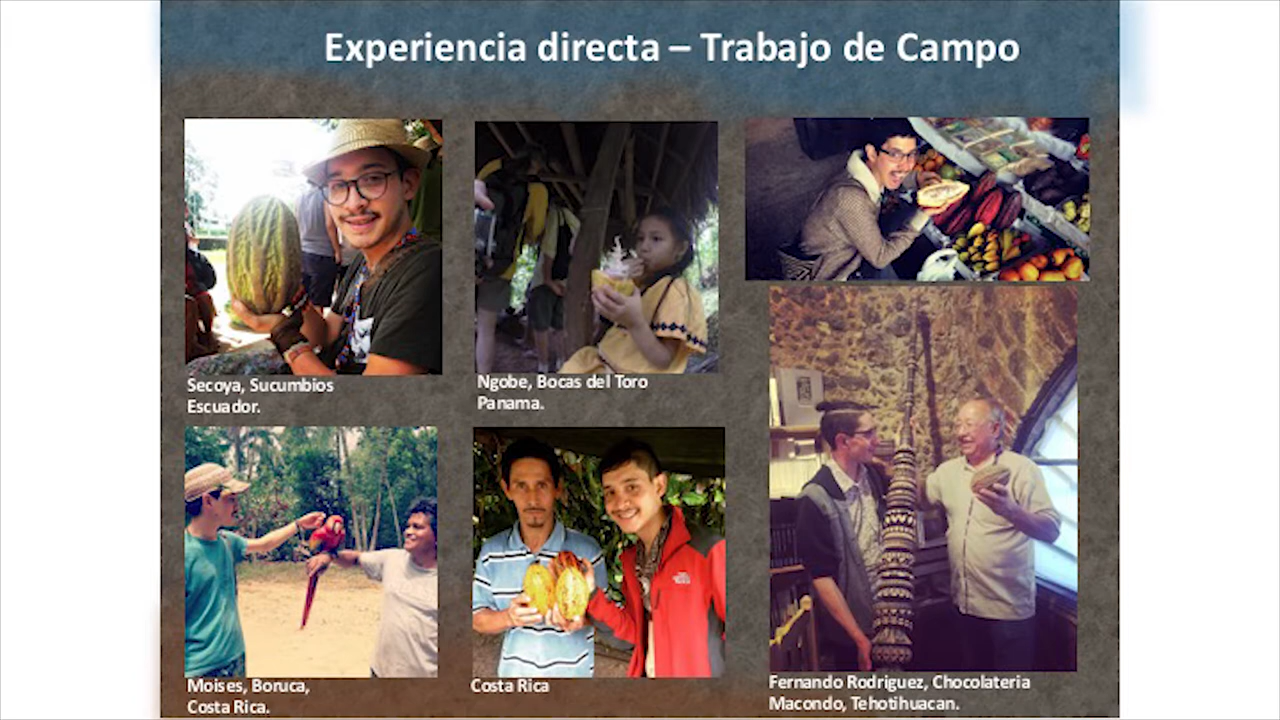 Experiencia directa – Trabajo de Campo
Secoya, Sucumbios
Escuador.
Ngobe, Bocas del Toro
Panama.
Moises, Boruca,
Costa Rica.
Costa Rica
Fernando Rodriguez, Chocolateria
Macondo, Tehotihuacan.